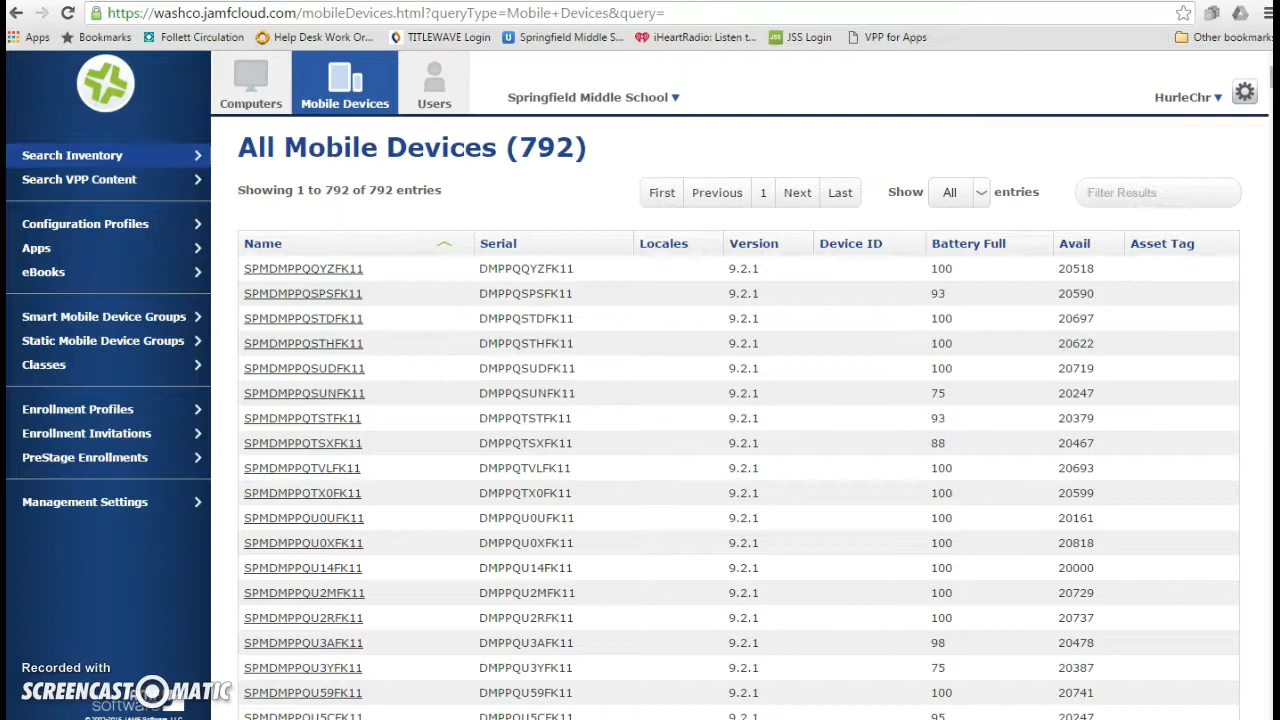 https://washco.jamfcloud.com/mobileDevices.html?queryType=Mobile+Devices&query=
Apps Bookmarks Follett Circulation Help Desk Work Or... TITLEWAVE Login Springfield Middle S... iHeartRadio: Listen t... JSS Login VPP for Apps Other bookmarks
Computers Mobile Devices Users Springfield Middle School HurleChr
Search Inventory
Search VPP Content
Configuration Profiles
Apps
eBooks
Smart Mobile Device Groups
Static Mobile Device Groups
Classes
Enrollment Profiles
Enrollment Invitations
PreStage Enrollments
Management Settings
All Mobile Devices (792)
Showing 1 to 792 of 792 entries First Previous 1 Next Last Show All entries Filter Results
Name Serial Locales Version Device ID Battery Full Avail Asset Tag
SPMDMPPQQYZFK11 DMPPQQYZFK11 9.2.1 100 20518
SPMDMPPQSPSFK11 DMPPQSPSFK11 9.2.1 93 20590
SPMDMPPQSTDFK11 DMPPQSTDFK11 9.2.1 100 20697
SPMDMPPQSTHFK11 DMPPQSTHFK11 9.2.1 100 20622
SPMDMPPQSUDFK11 DMPPQSUDFK11 9.2.1 100 20719
SPMDMPPQSUNFK11 DMPPQSUNFK11 9.2.1 75 20247
SPMDMPPQTSTFK11 DMPPQTSTFK11 9.2.1 93 20379
SPMDMPPQTSXFK11 DMPPQTSXFK11 9.2.1 88 20467
SPMDMPPQTVLFK11 DMPPQTVLFK11 9.2.1 100 20693
SPMDMPPQTX0FK11 DMPPQTX0FK11 9.2.1 100 20599
SPMDMPPQU0UFK11 DMPPQU0UFK11 9.2.1 100 20161
SPMDMPPQU0XFK11 DMPPQU0XFK11 9.2.1 100 20818
SPMDMPPQU14FK11 DMPPQU14FK11 9.2.1 100 20000
SPMDMPPQU2MFK11 DMPPQU2MFK11 9.2.1 100 20729
SPMDMPPQU2RFK11 DMPPQU2RFK11 9.2.1 100 20737
SPMDMPPQU3AFK11 DMPPQU3AFK11 9.2.1 98 20478
SPMDMPPQU3YFK11 DMPPQU3YFK11 9.2.1 75 20387
SPMDMPPQU59FK11 DMPPQU59FK11 9.2.1 100 20741
SPMDMPPQU5CFK11 DMPPQU5CFK11 9.2.1 95 20247
Recorded with
SCREENCAST-O-MATIC
software